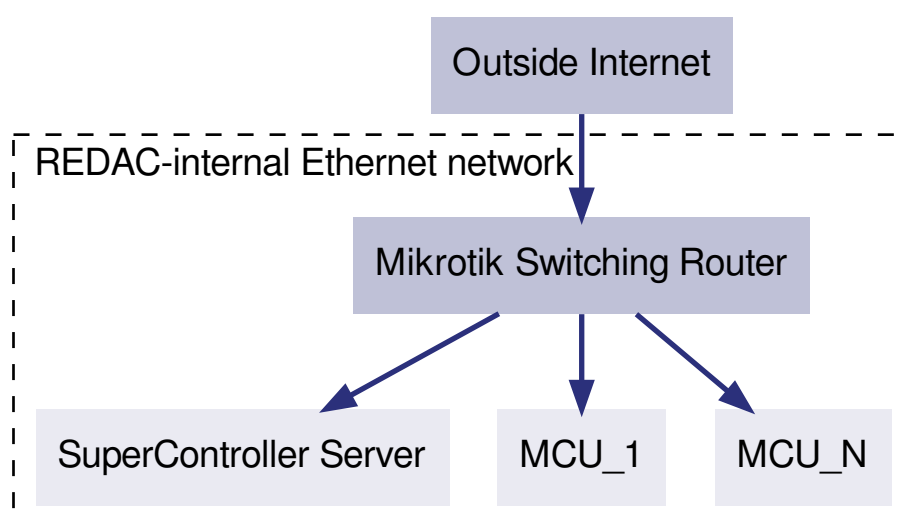 Outside Internet
REDAC-internal Ethernet network
Mikrotik Switching Router
SuperController Server
MCU_1
MCU_N